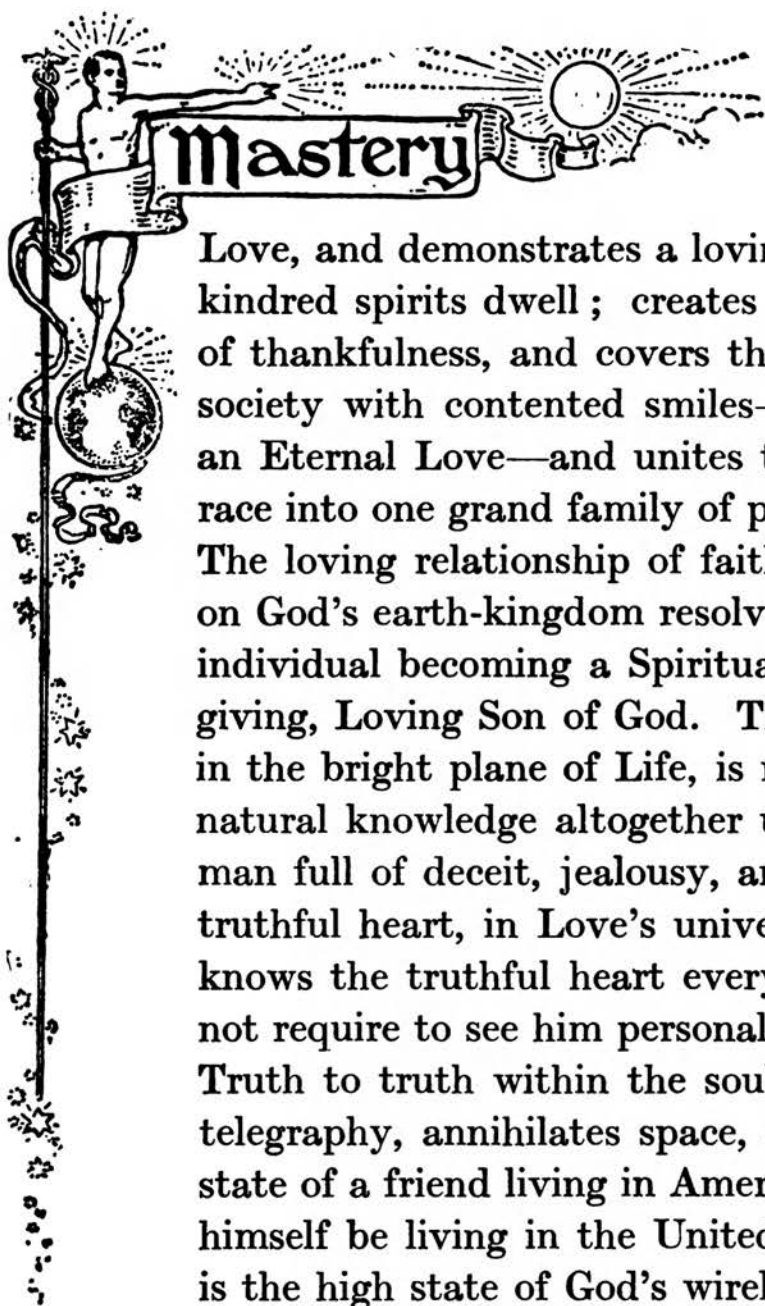 Mastery
Love, and demonstrates a lovin
kindred spirits dwell ; creates
of thankfulness, and covers th
society with contented smiles-
an Eternal Love—and unites t
race into one grand family of p
The loving relationship of fait
on God's earth-kingdom resolv
individual becoming a Spiritua
giving, Loving Son of God. T
in the bright plane of Life, is r
natural knowledge altogether u
man full of deceit, jealousy, ar
truthful heart, in Love's unive
knows the truthful heart every
not require to see him personal
Truth to truth within the soul
telegraphy, annihilates space,
state of a friend living in Amer
himself be living in the United
is the high state of God's wirel